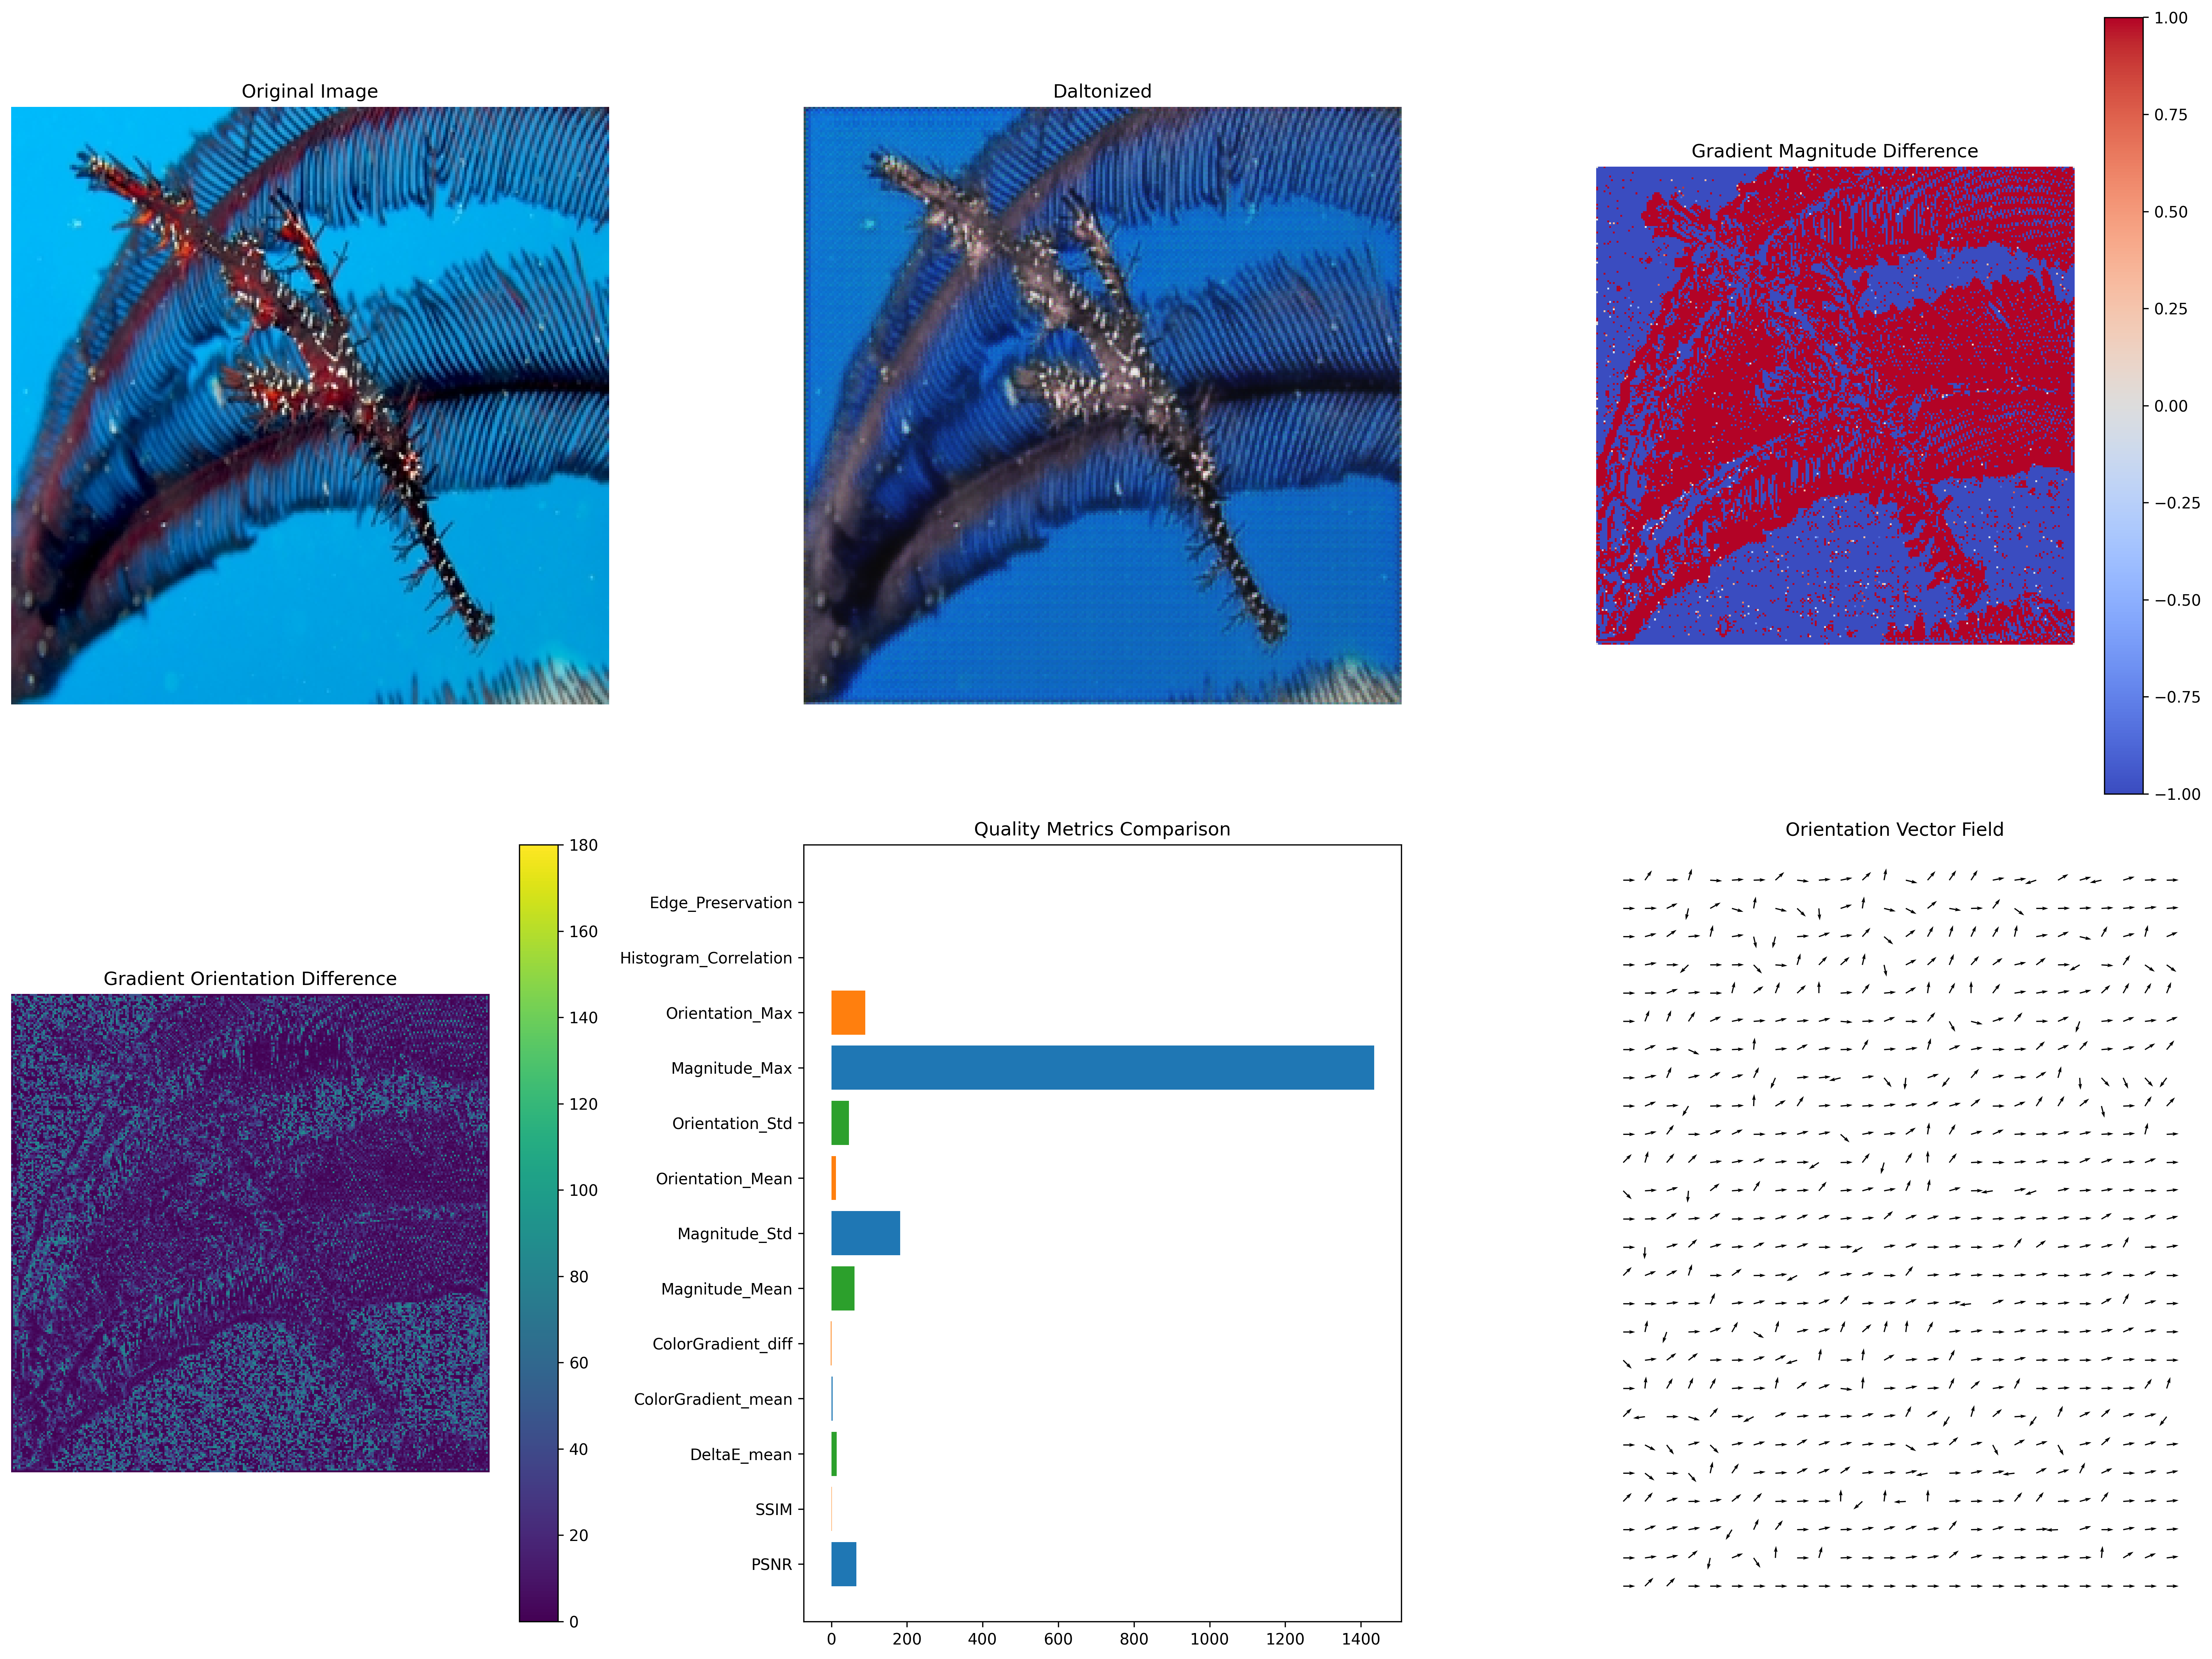 Original Image
Daltonized
Gradient Magnitude Difference
1.00
0.75
0.50
0.25
0.00
−0.25
−0.50
−0.75
−1.00
Gradient Orientation Difference
180
160
140
120
100
80
60
40
20
0
Quality Metrics Comparison
Edge_Preservation
Histogram_Correlation
Orientation_Max
Magnitude_Max
Orientation_Std
Orientation_Mean
Magnitude_Std
Magnitude_Mean
ColorGradient_diff
ColorGradient_mean
DeltaE_mean
SSIM
PSNR
0 200 400 600 800 1000 1200 1400
Orientation Vector Field